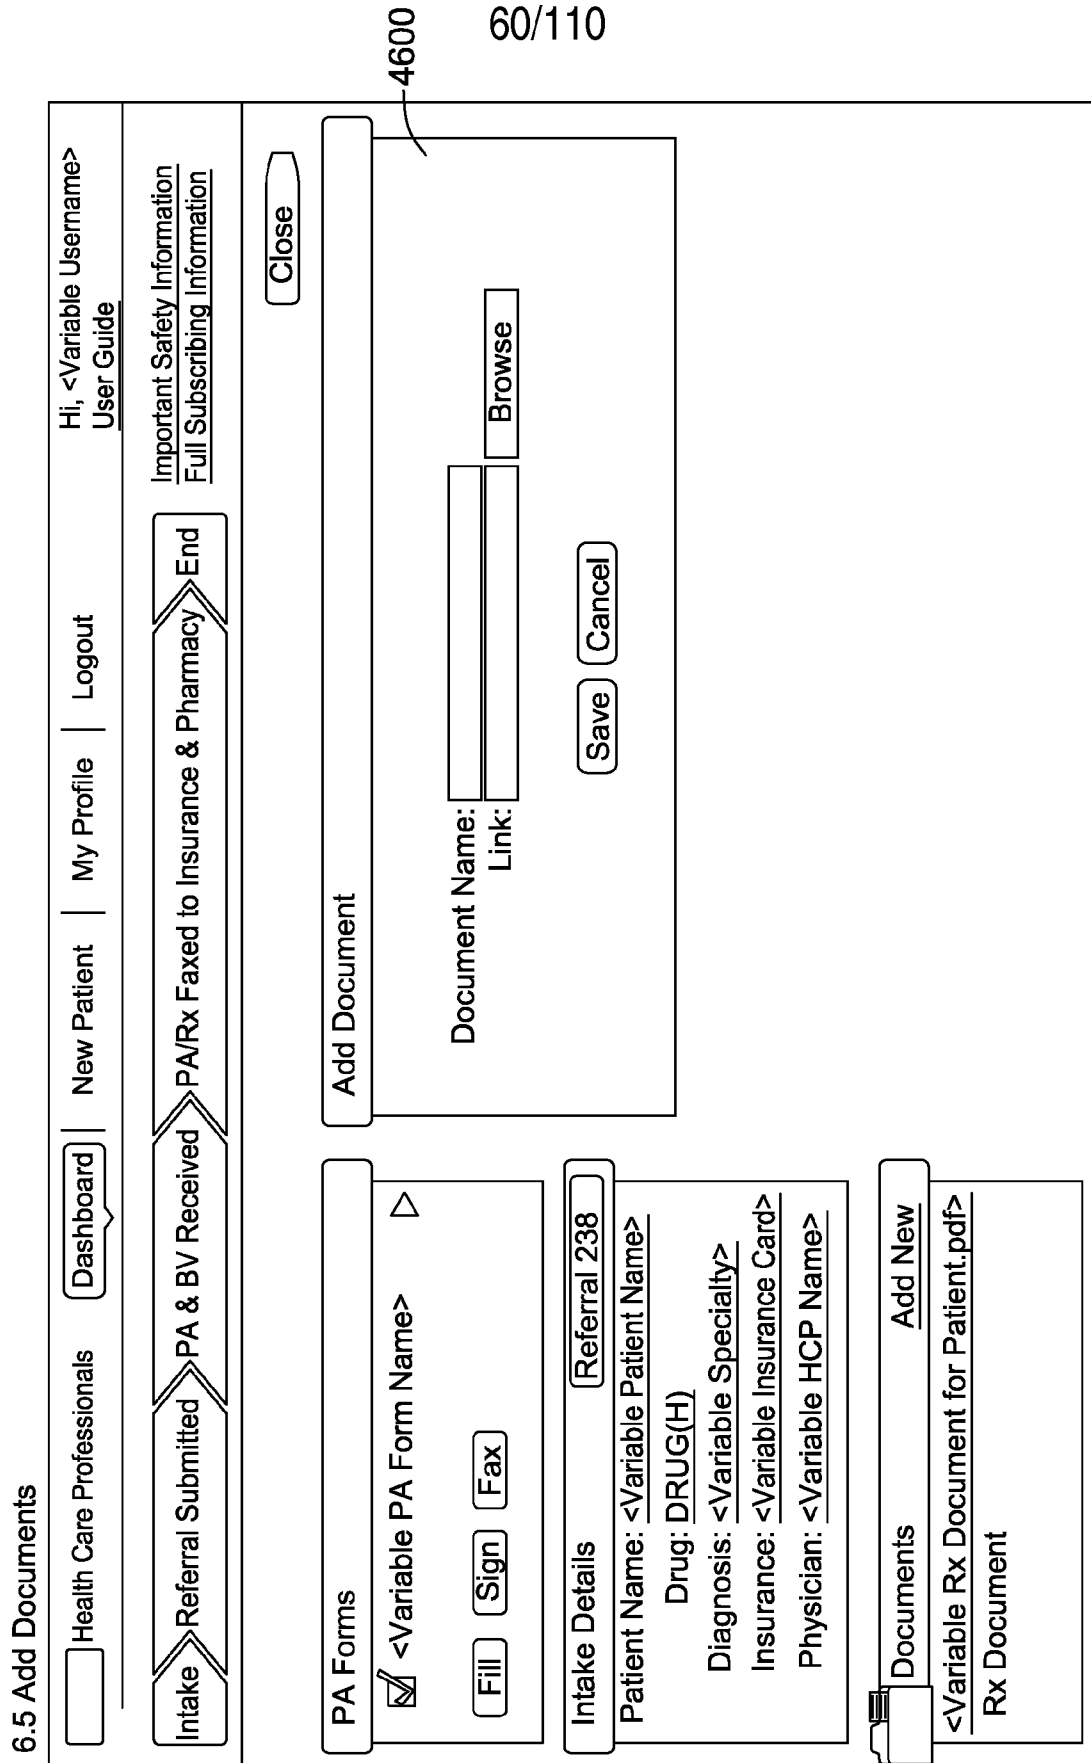 60/110
6.5 Add Documents
Health Care Professionals
Dashboard
New Patient
My Profile
Logout
Hi, <Variable Username>
User Guide
Intake
Referral Submitted
PA & BV Received
PA/Rx Faxed to Insurance & Pharmacy
End
Important Safety Information
Full Subscribing Information
Close
PA Forms
<Variable PA Form Name>
Fill
Sign
Fax
Intake Details
Referral 238
Patient Name: <Variable Patient Name>
Drug: DRUG(H)
Diagnosis: <Variable Specialty>
Insurance: <Variable Insurance Card>
Physician: <Variable HCP Name>
Documents
Add New
<Variable Rx Document for Patient.pdf>
Rx Document
Add Document
4600
Document Name:
Link:
Browse
Save
Cancel